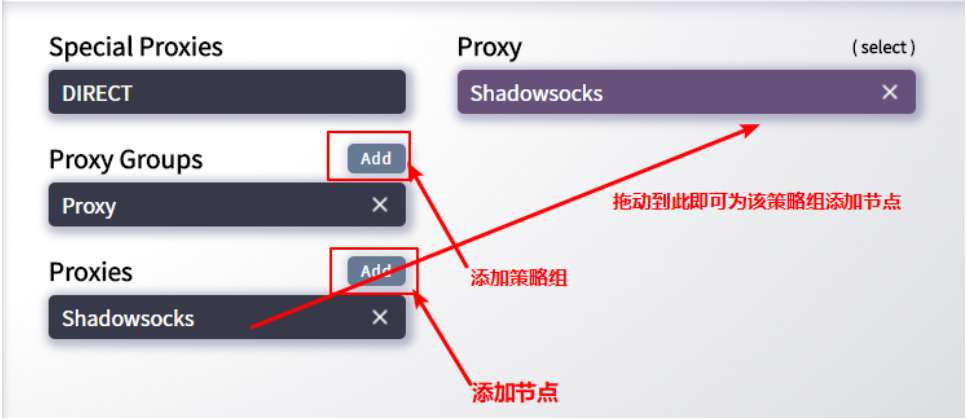 Special Proxies
DIRECT
Proxy Groups
Add
Proxy
×
Proxies
Add
Shadowsocks
×
Proxy
( select )
Shadowsocks
×
拖动到此即可为该策略组添加节点
添加策略组
添加节点